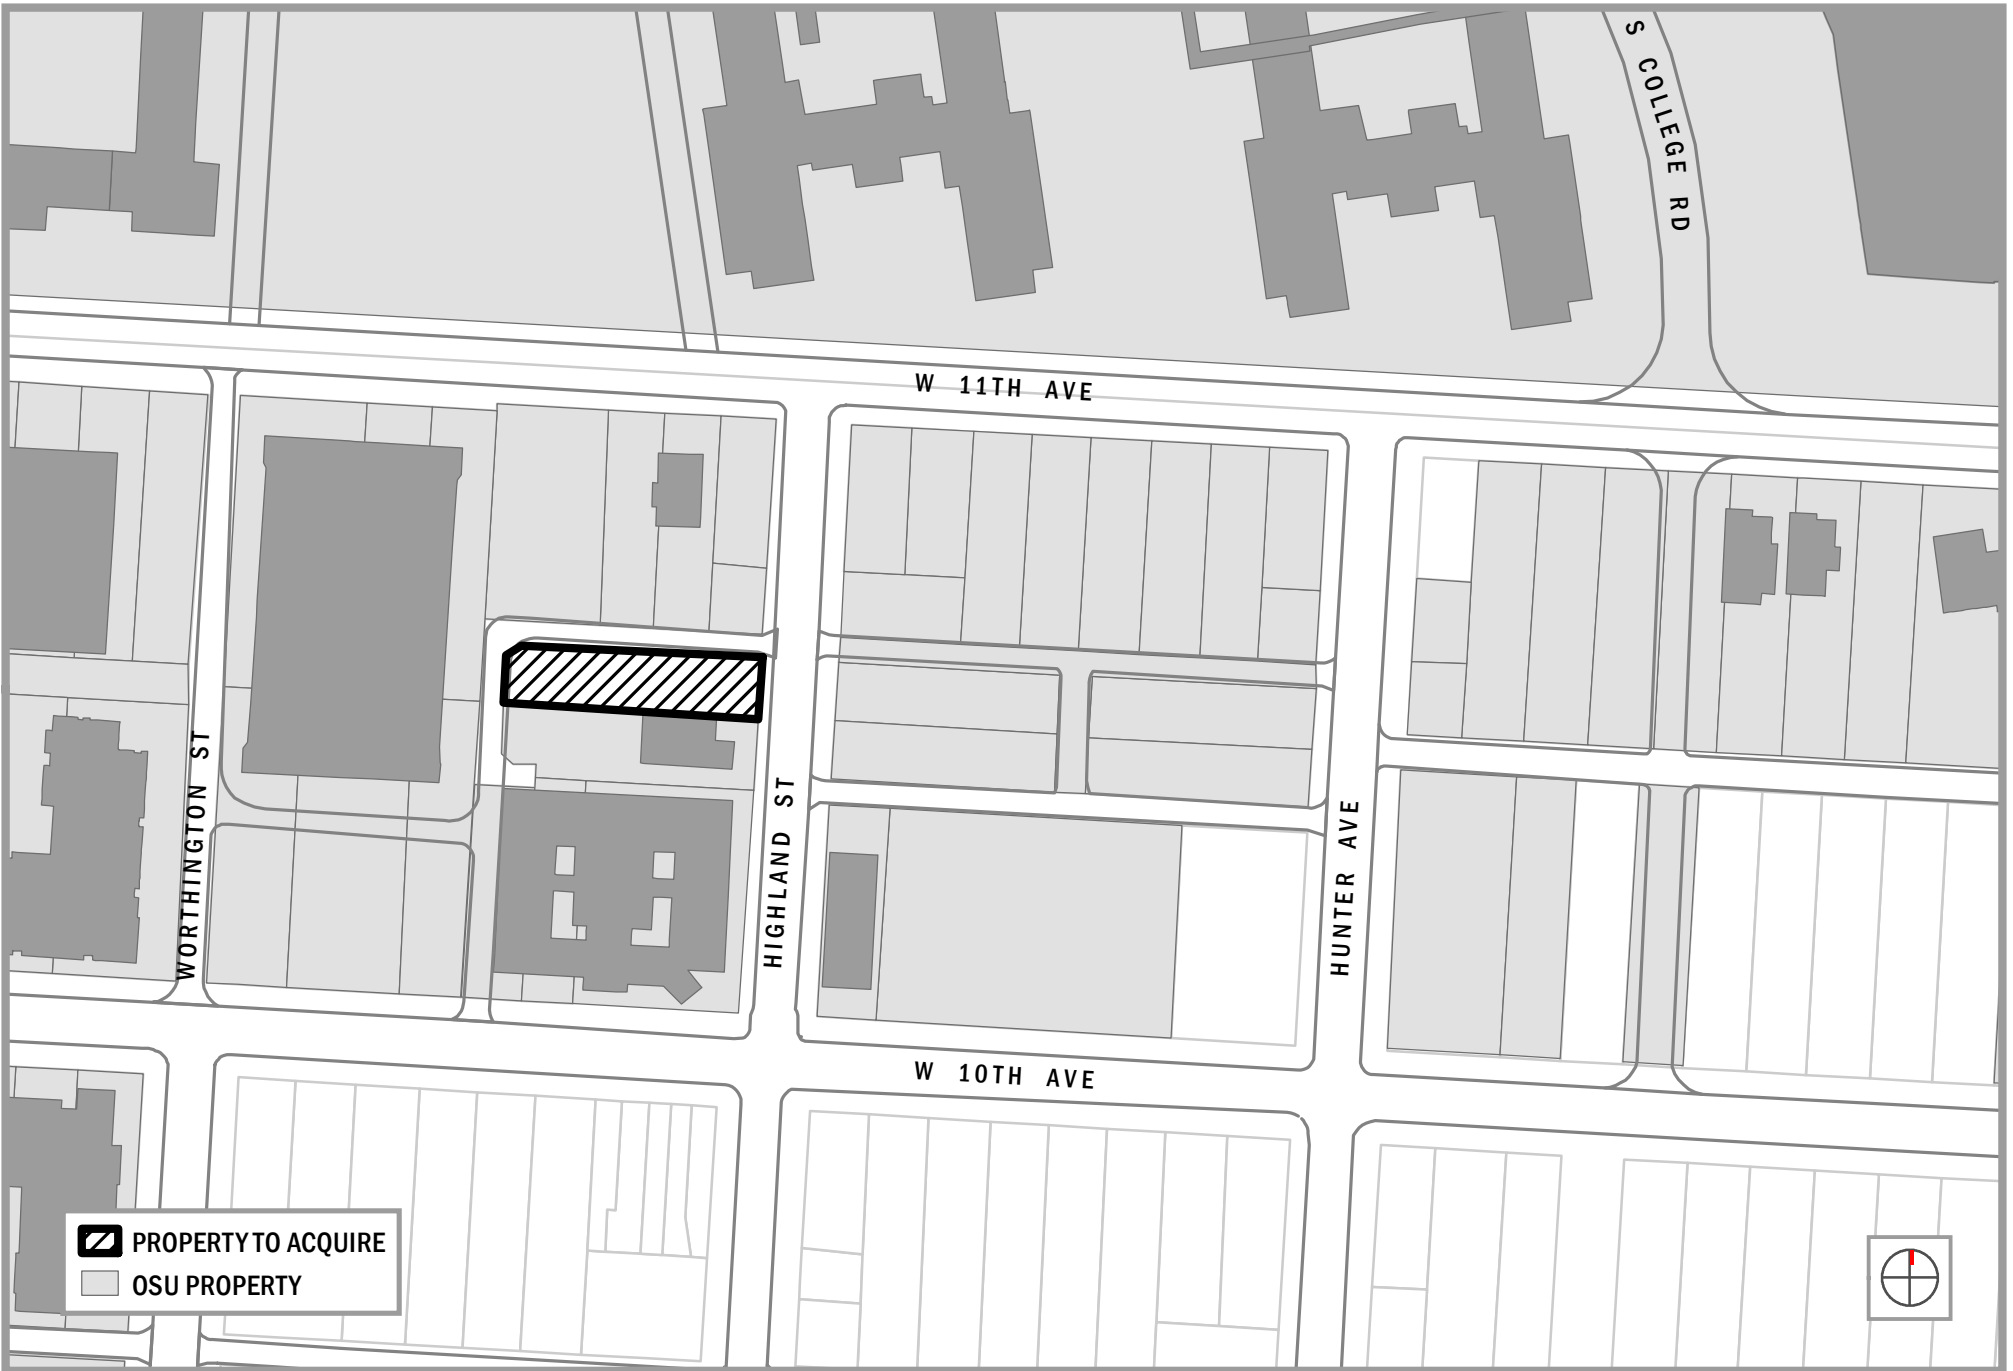 S COLLEGE RD
W 11TH AVE
WORTHINGTON ST
HIGHLAND ST
HUNTER AVE
W 10TH AVE
PROPERTY TO ACQUIRE
OSU PROPERTY